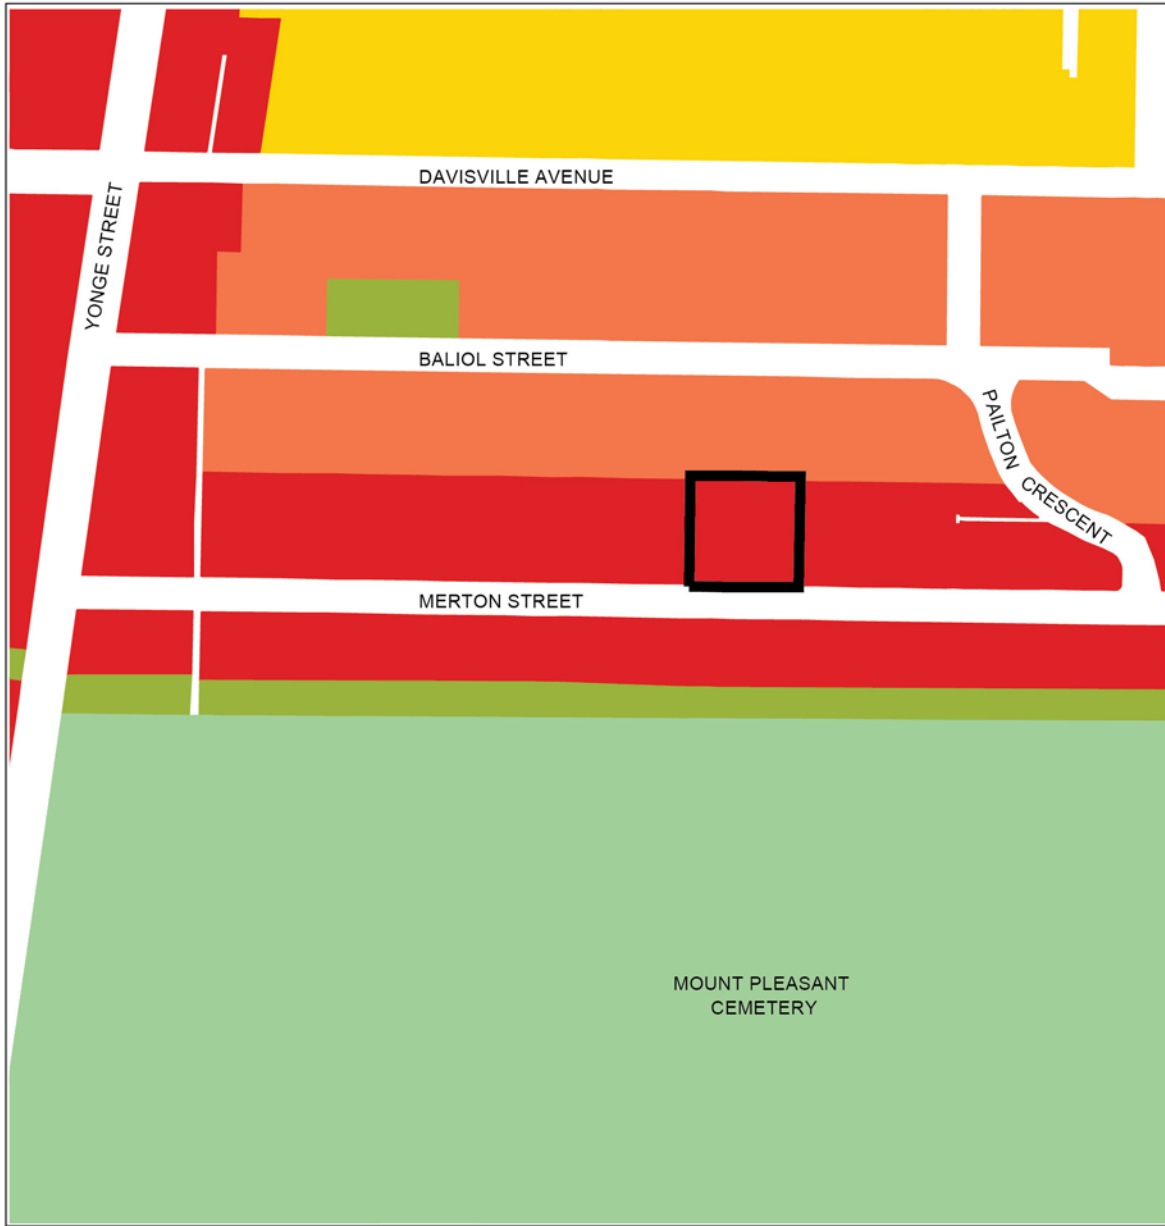 DAVISVILLE AVENUE
YONGE STREET
BALIOL STREET
PAILTON CRESCENT
MERTON STREET
MOUNT PLEASANT
CEMETERY